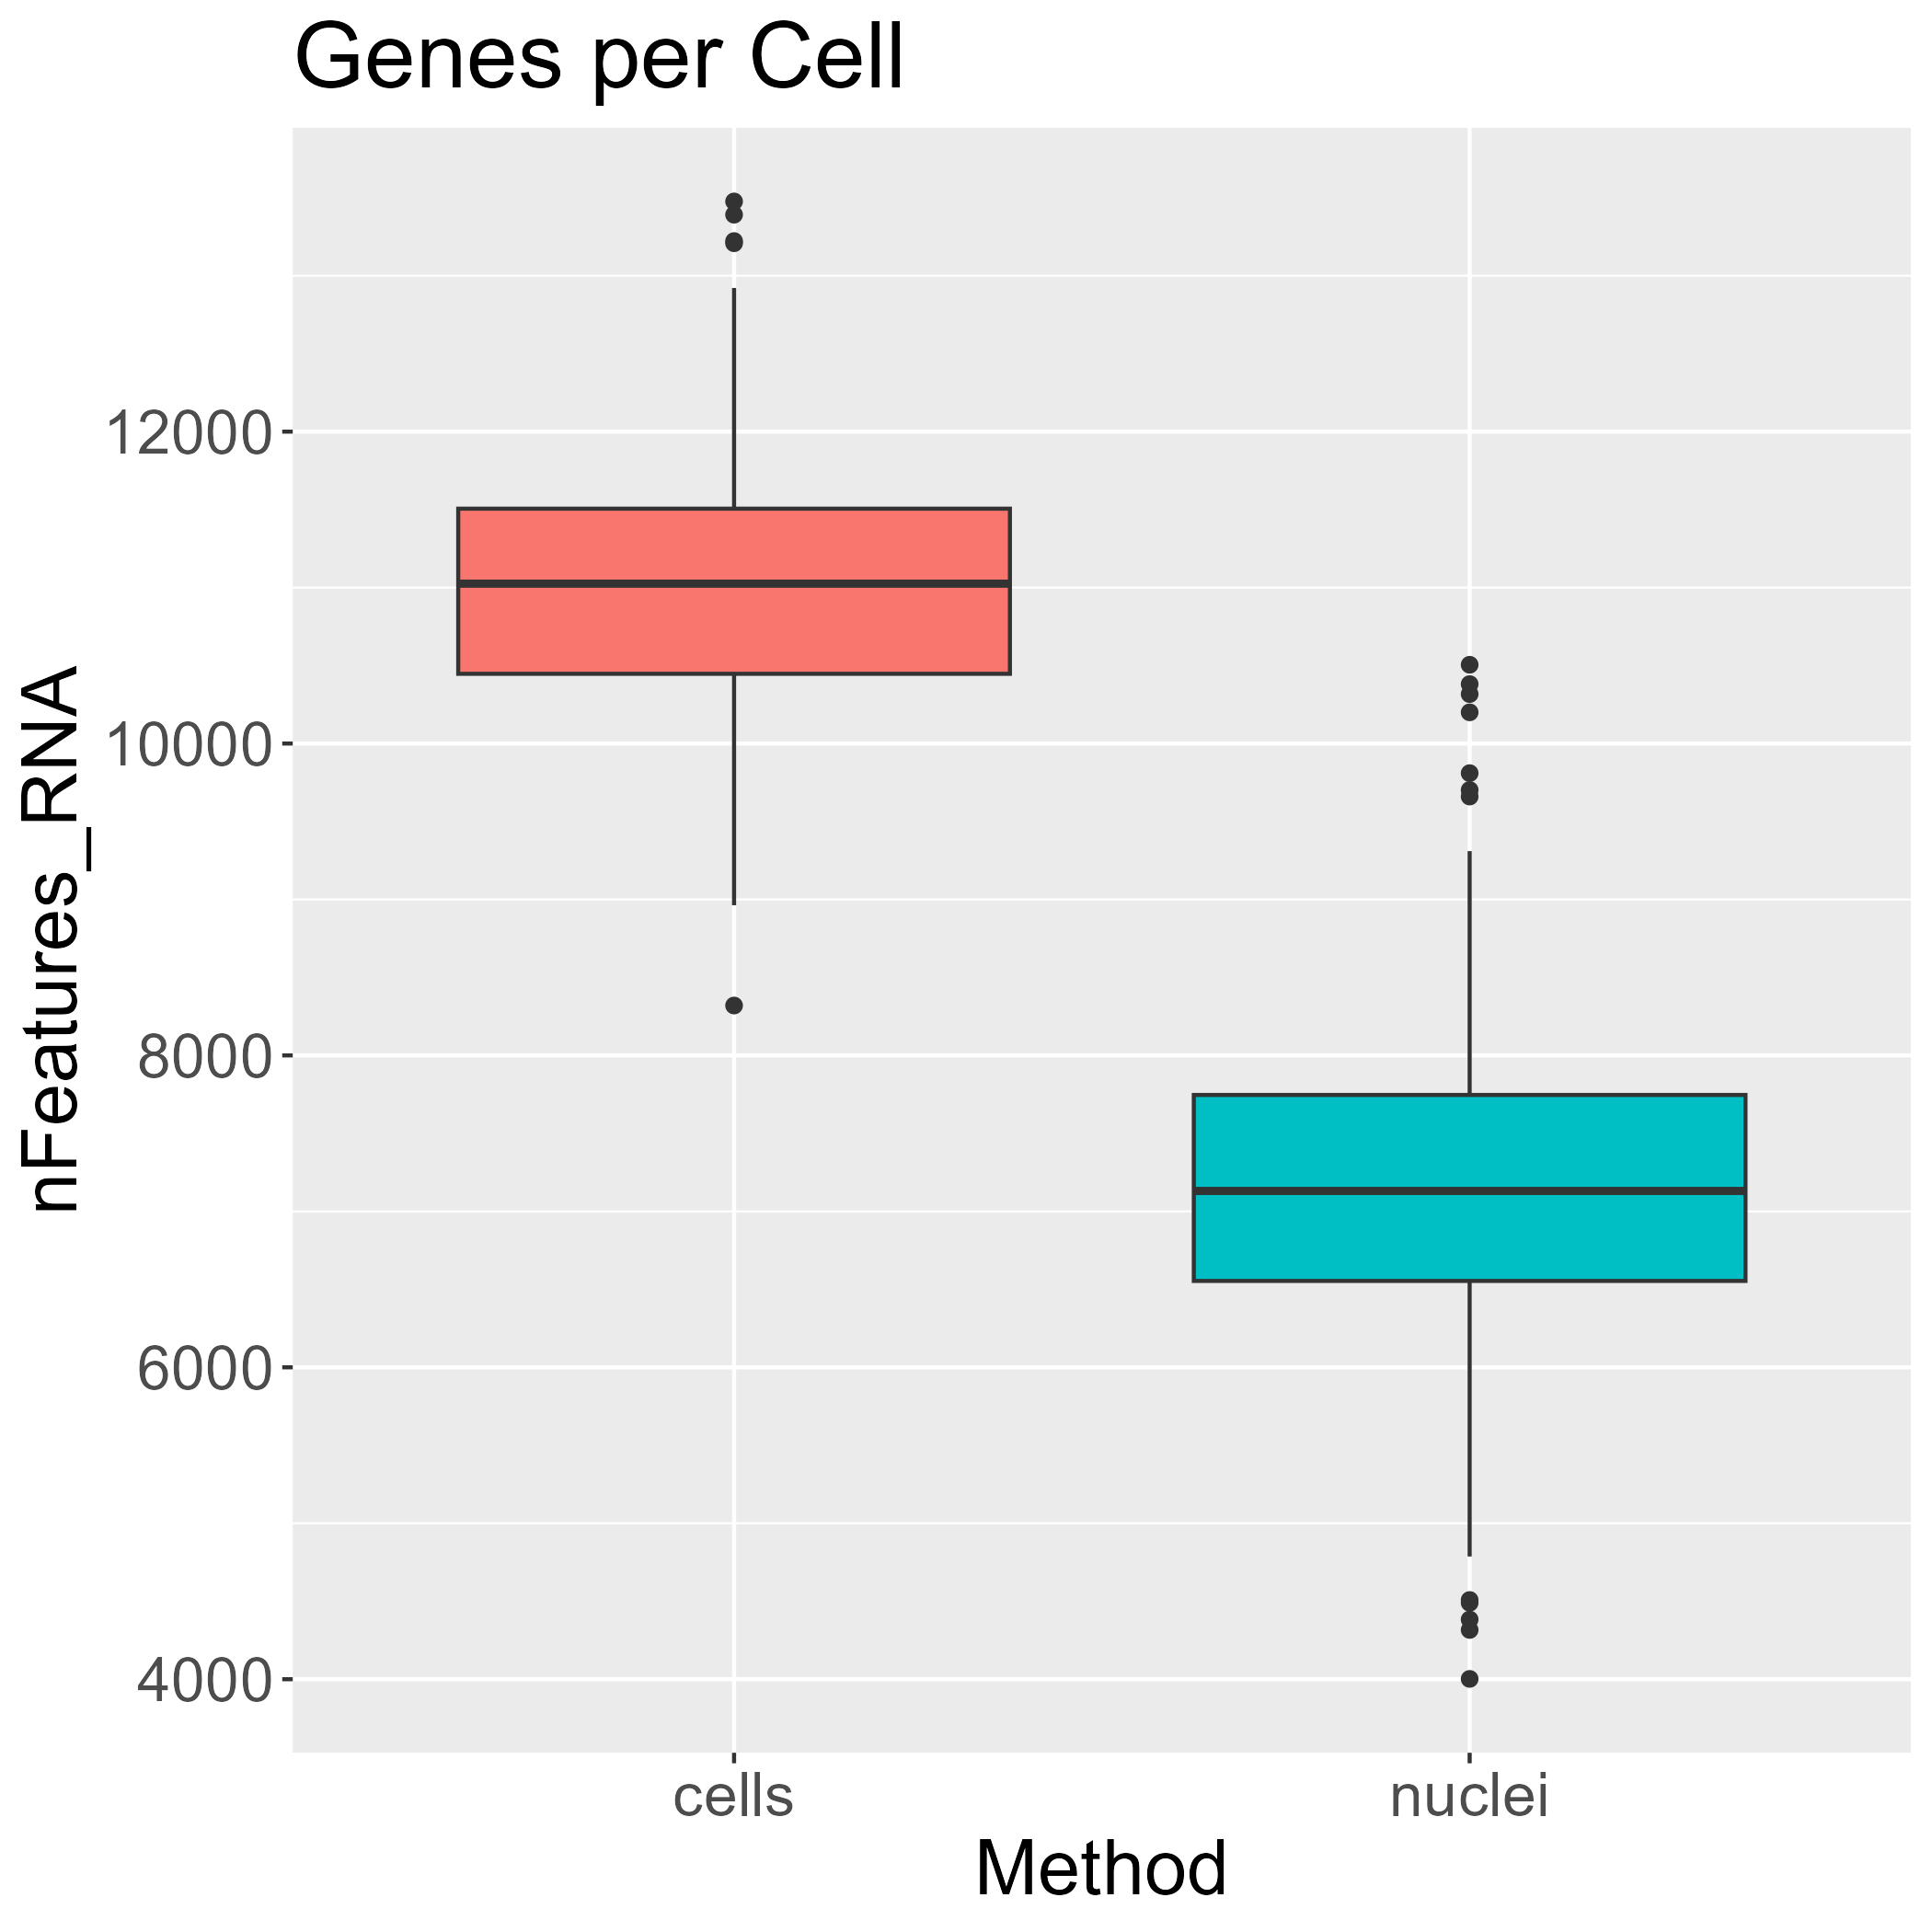 Genes per Cell
nFeatures_RNA
12000
10000
8000
6000
4000
cells
nuclei
Method